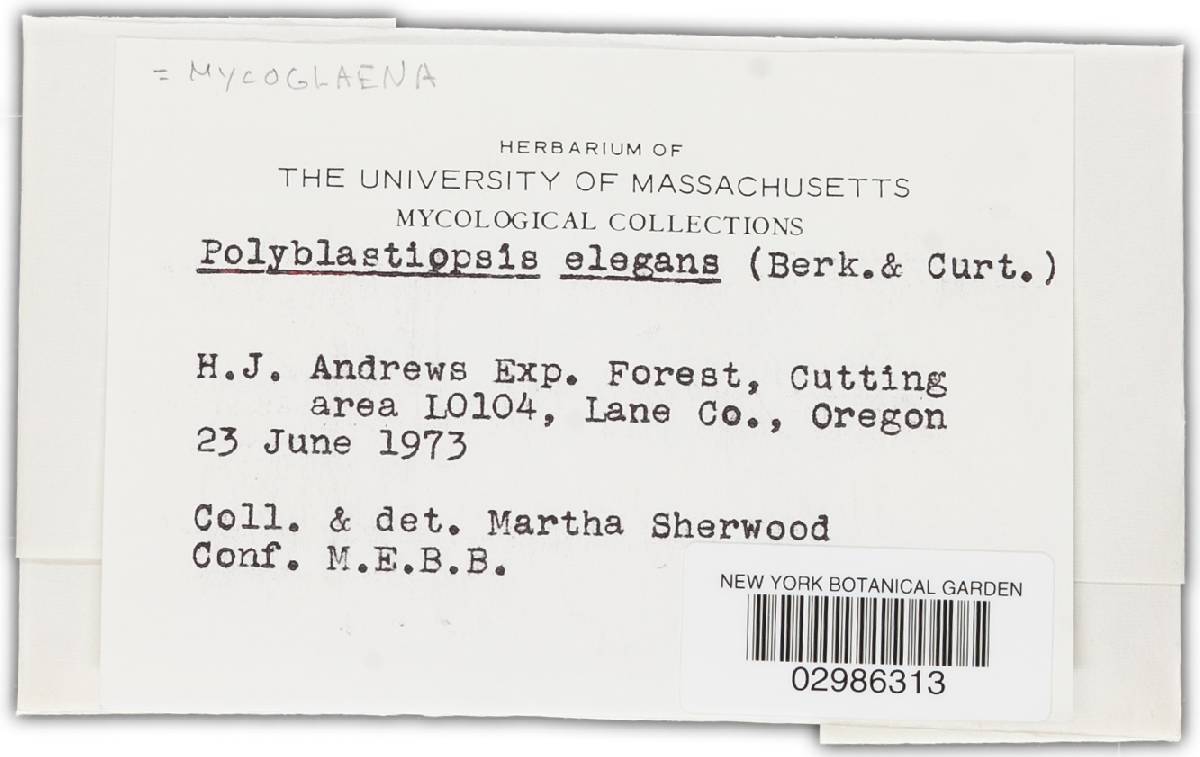 = MYCOGLAENA
HERBARIUM OF
THE UNIVERSITY OF MASSACHUSETTS
MYCOLOGICAL COLLECTIONS
Polyblastiopsis elegans (Berk.& Curt.)
H.J. Andrews Exp. Forest, Cutting
area L0104, Lane Co., Oregon
23 June 1973
Coll. & det. Martha Sherwood
Conf. M.E.B.B.
NEW YORK BOTANICAL GARDEN
02986313